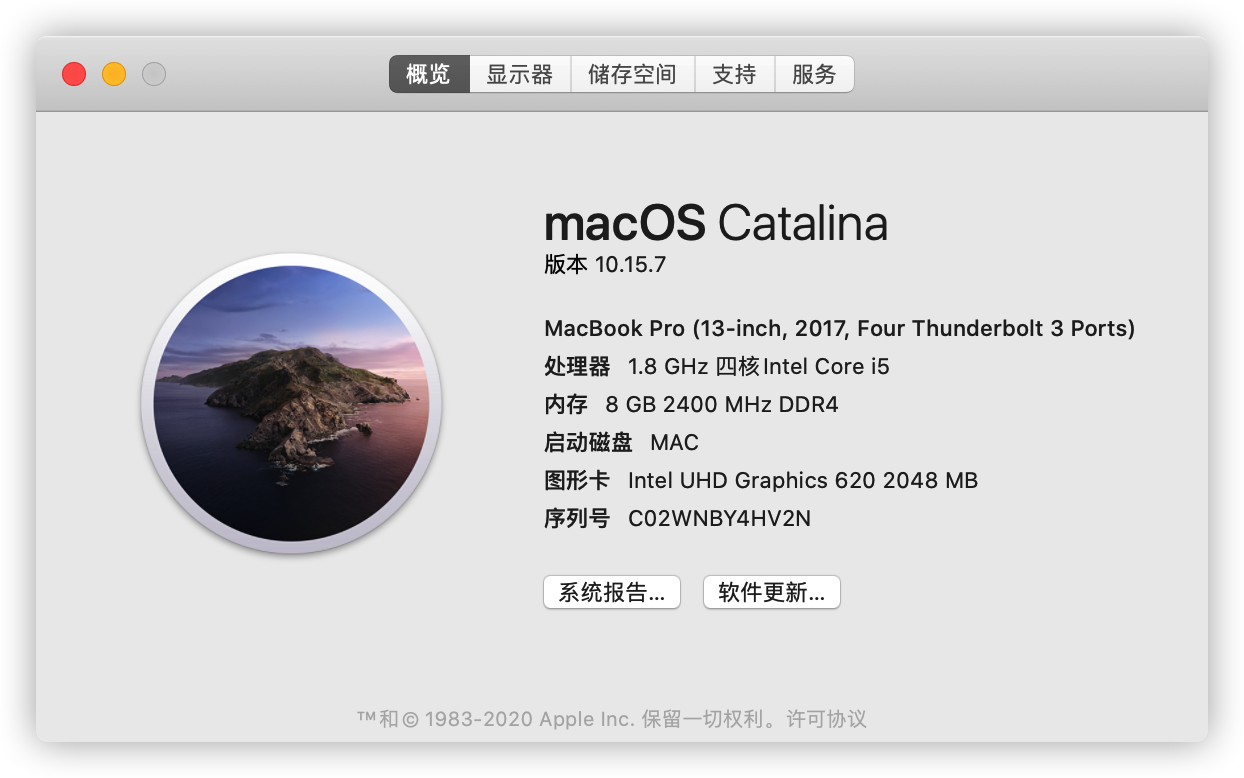 概览 显示器 储存空间 支持 服务
macOS Catalina
版本 10.15.7
MacBook Pro (13-inch, 2017, Four Thunderbolt 3 Ports)
处理器 1.8 GHz 四核Intel Core i5
内存 8 GB 2400 MHz DDR4
启动磁盘 MAC
图形卡 Intel UHD Graphics 620 2048 MB
序列号 C02WNBY4HV2N
系统报告... 软件更新...
™和© 1983-2020 Apple Inc. 保留一切权利。许可协议